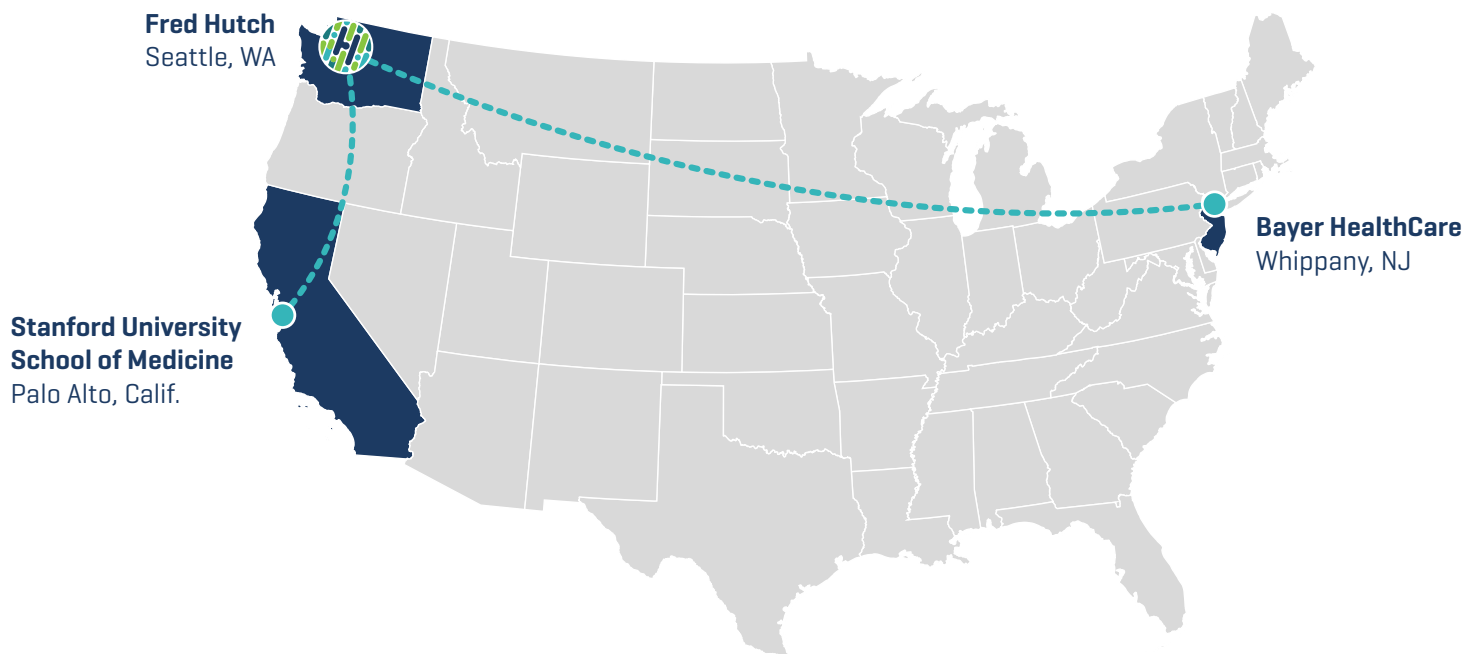 Fred Hutch
Seattle, WA
Bayer HealthCare
Whippany, NJ
Stanford University
School of Medicine
Palo Alto, Calif.